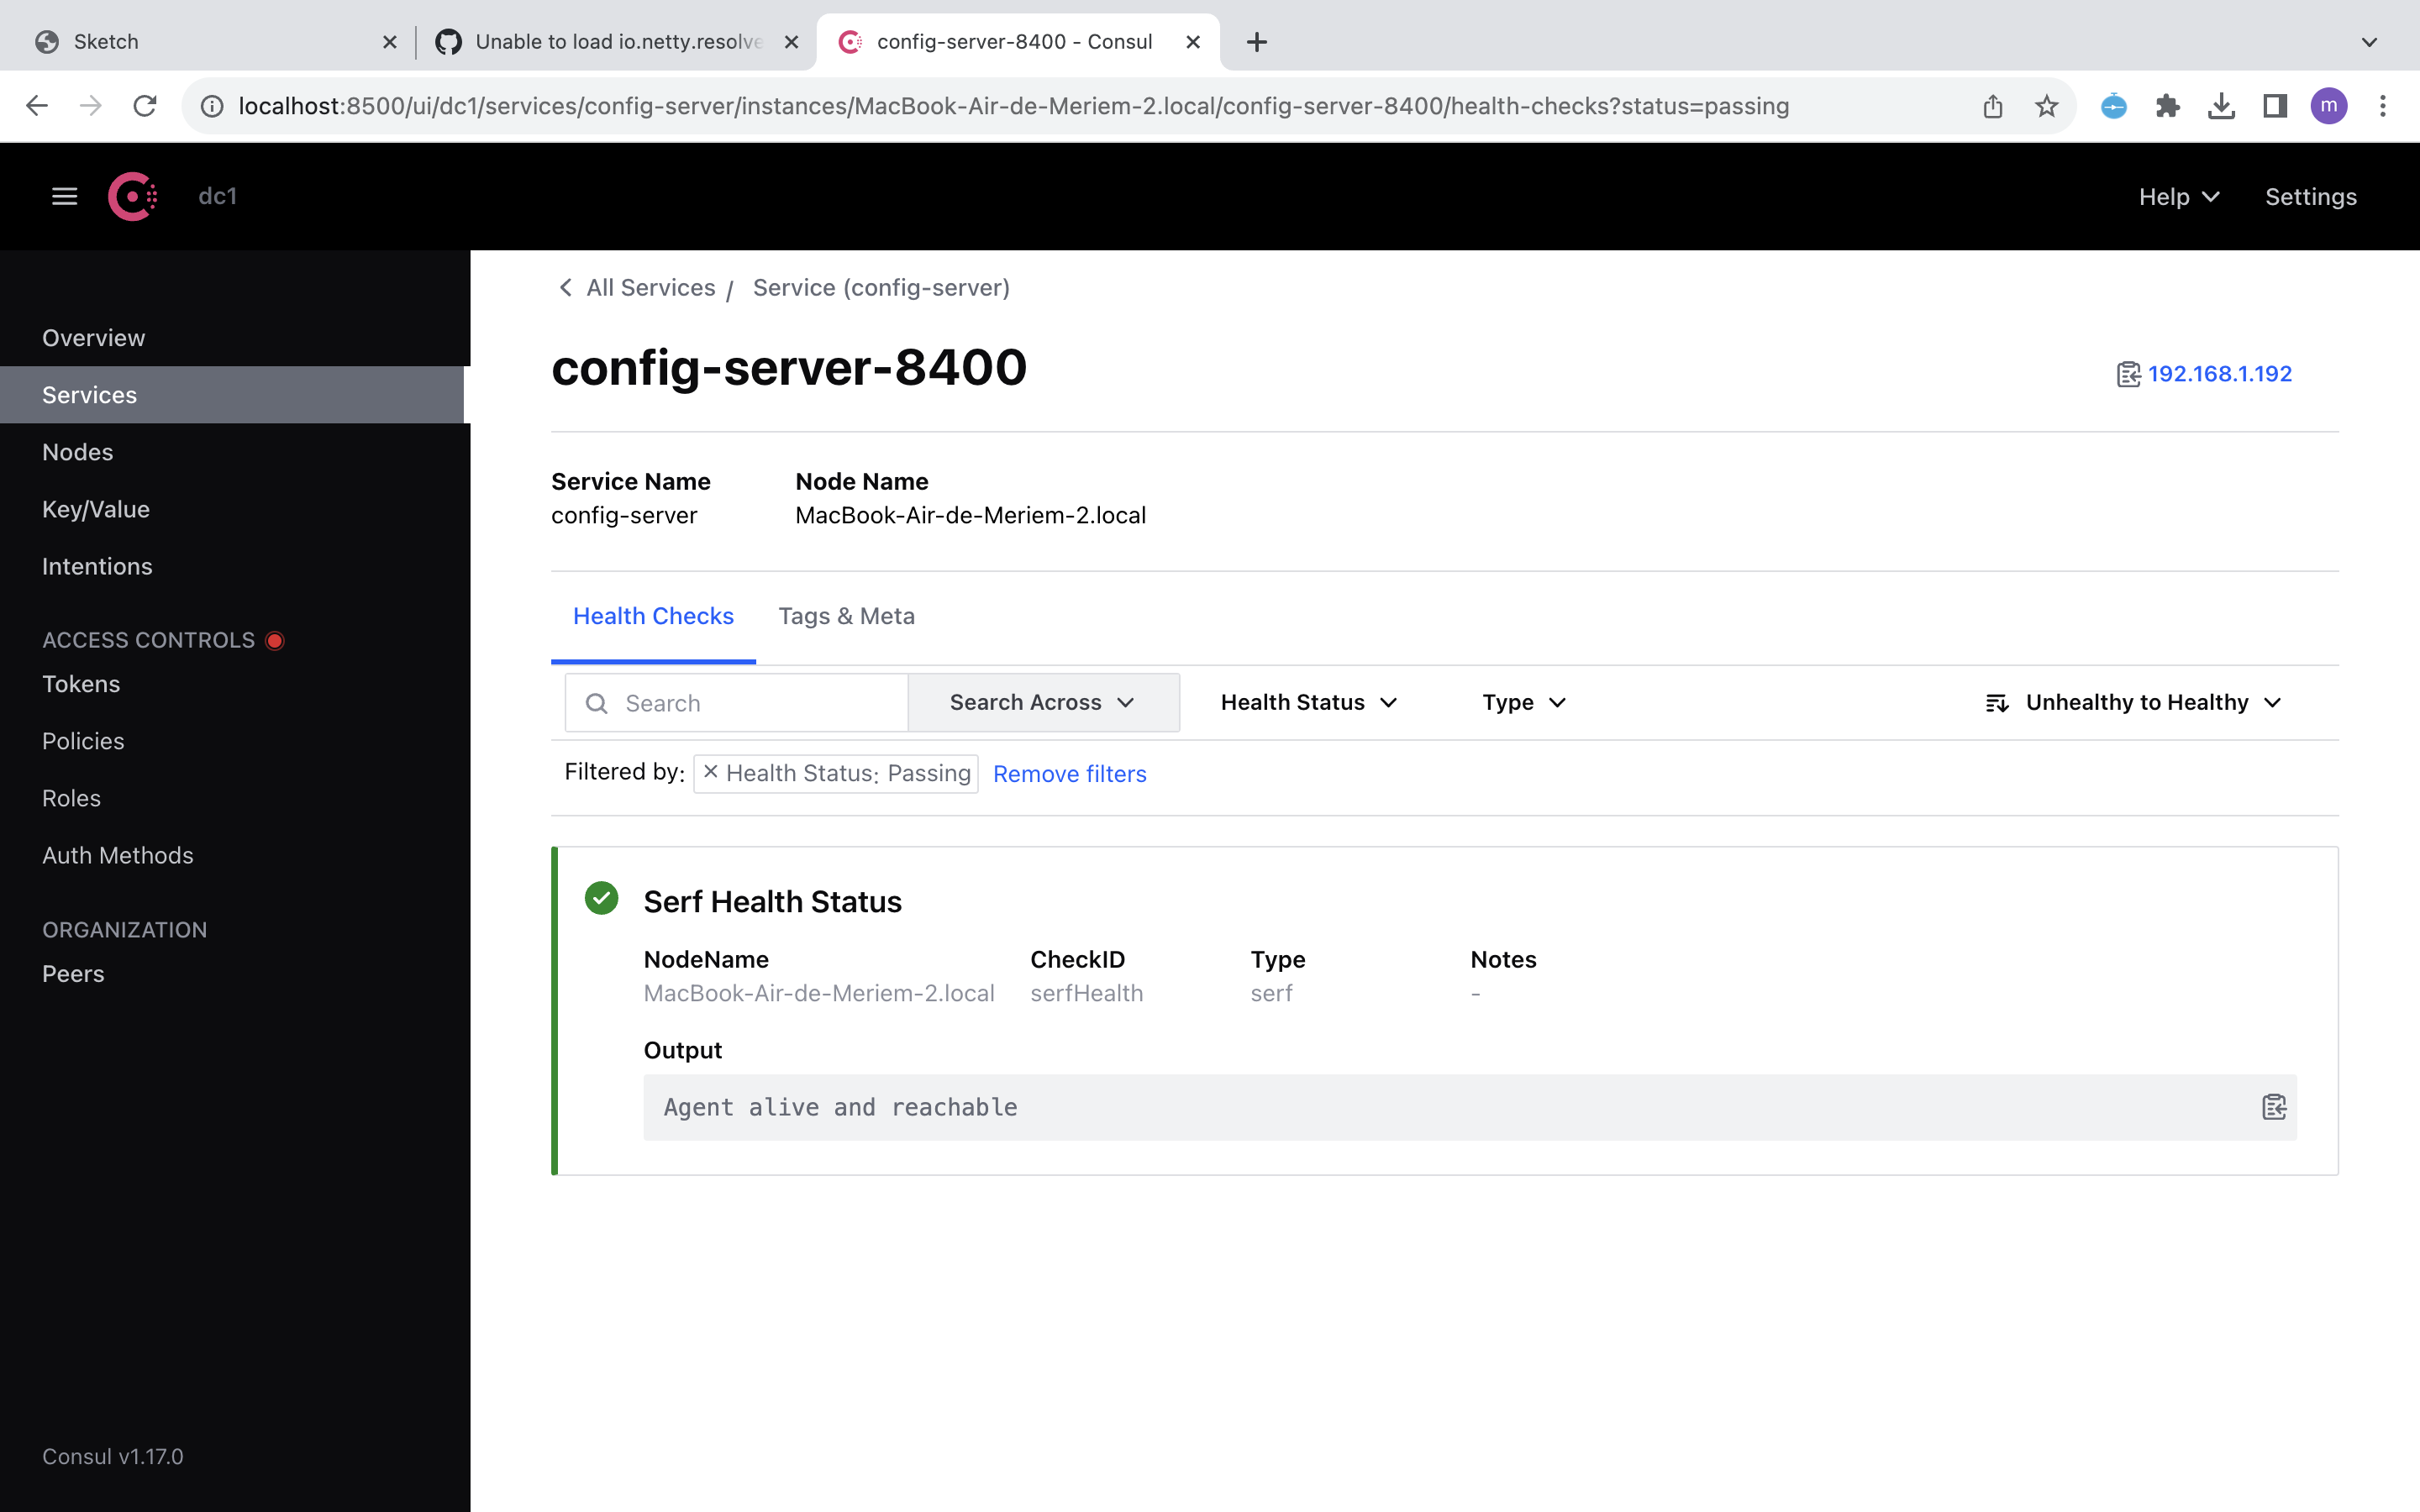 Sketch
Unable to load io.netty.resolve
config-server-8400 - Consul
localhost:8500/ui/dc1/services/config-server/instances/MacBook-Air-de-Meriem-2.local/config-server-8400/health-checks?status=passing
m
dc1
Help
Settings
Overview
Services
Nodes
Key/Value
Intentions
ACCESS CONTROLS
Tokens
Policies
Roles
Auth Methods
ORGANIZATION
Peers
Consul v1.17.0
All Services / Service (config-server)
config-server-8400
192.168.1.192
Service Name Node Name
config-server MacBook-Air-de-Meriem-2.local
Health Checks Tags & Meta
Search Search Across Health Status Type Unhealthy to Healthy
Filtered by: Health Status: Passing Remove filters
Serf Health Status
NodeName CheckID Type Notes
MacBook-Air-de-Meriem-2.local serfHealth serf -
Output
Agent alive and reachable